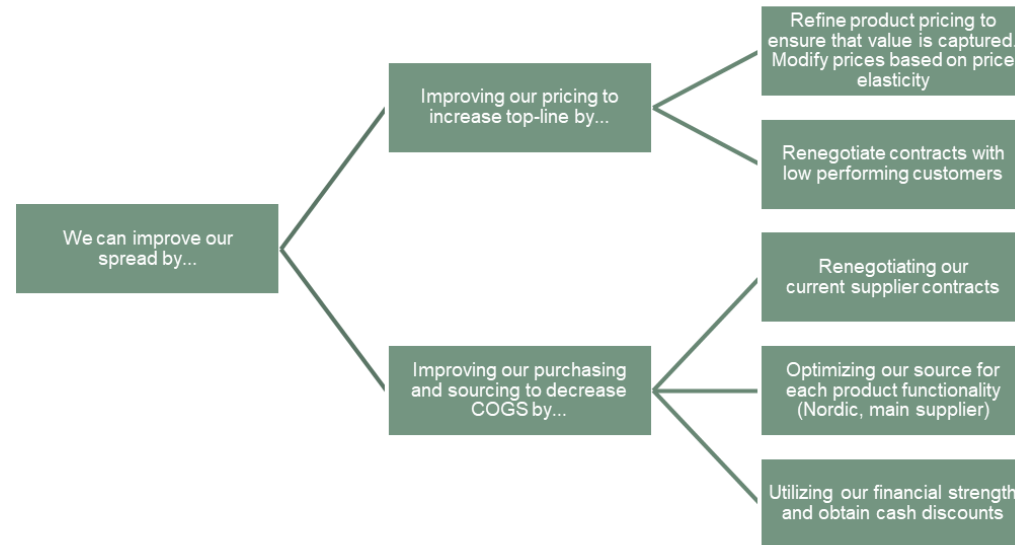 We can improve our
spread by...
Improving our pricing to
increase top-line by...
Refine product pricing to
ensure that value is captured.
Modify prices based on price
elasticity
Renegotiate contracts with
low performing customers
Improving our purchasing
and sourcing to decrease
COGS by...
Renegotiating our
current supplier contracts
Optimizing our source for
each product functionality
(Nordic, main supplier)
Utilizing our financial strength
and obtain cash discounts